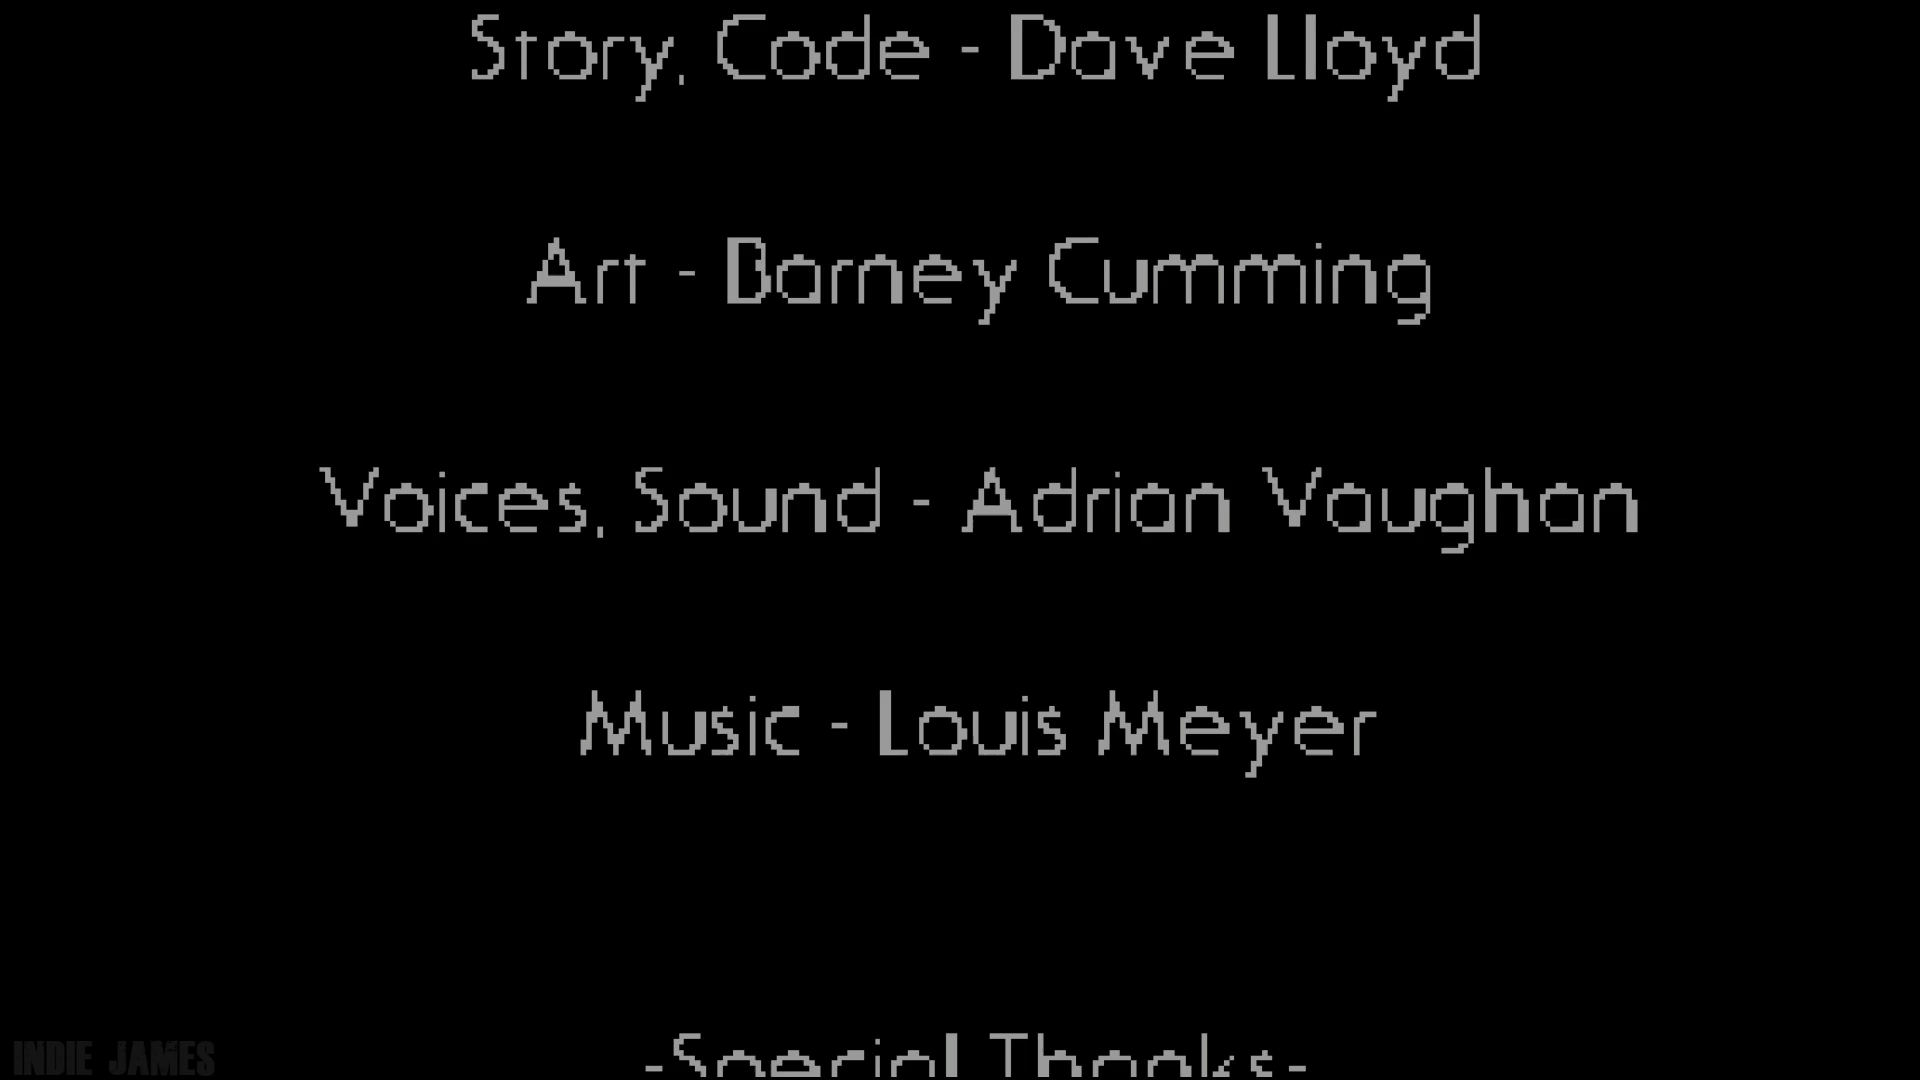 Story, Code - Dave Lloyd
Art - Barney Cumming
Voices, Sound - Adrian Vaughan
Music - Louis Meyer
-Special Thanks-
INDIE JAMES